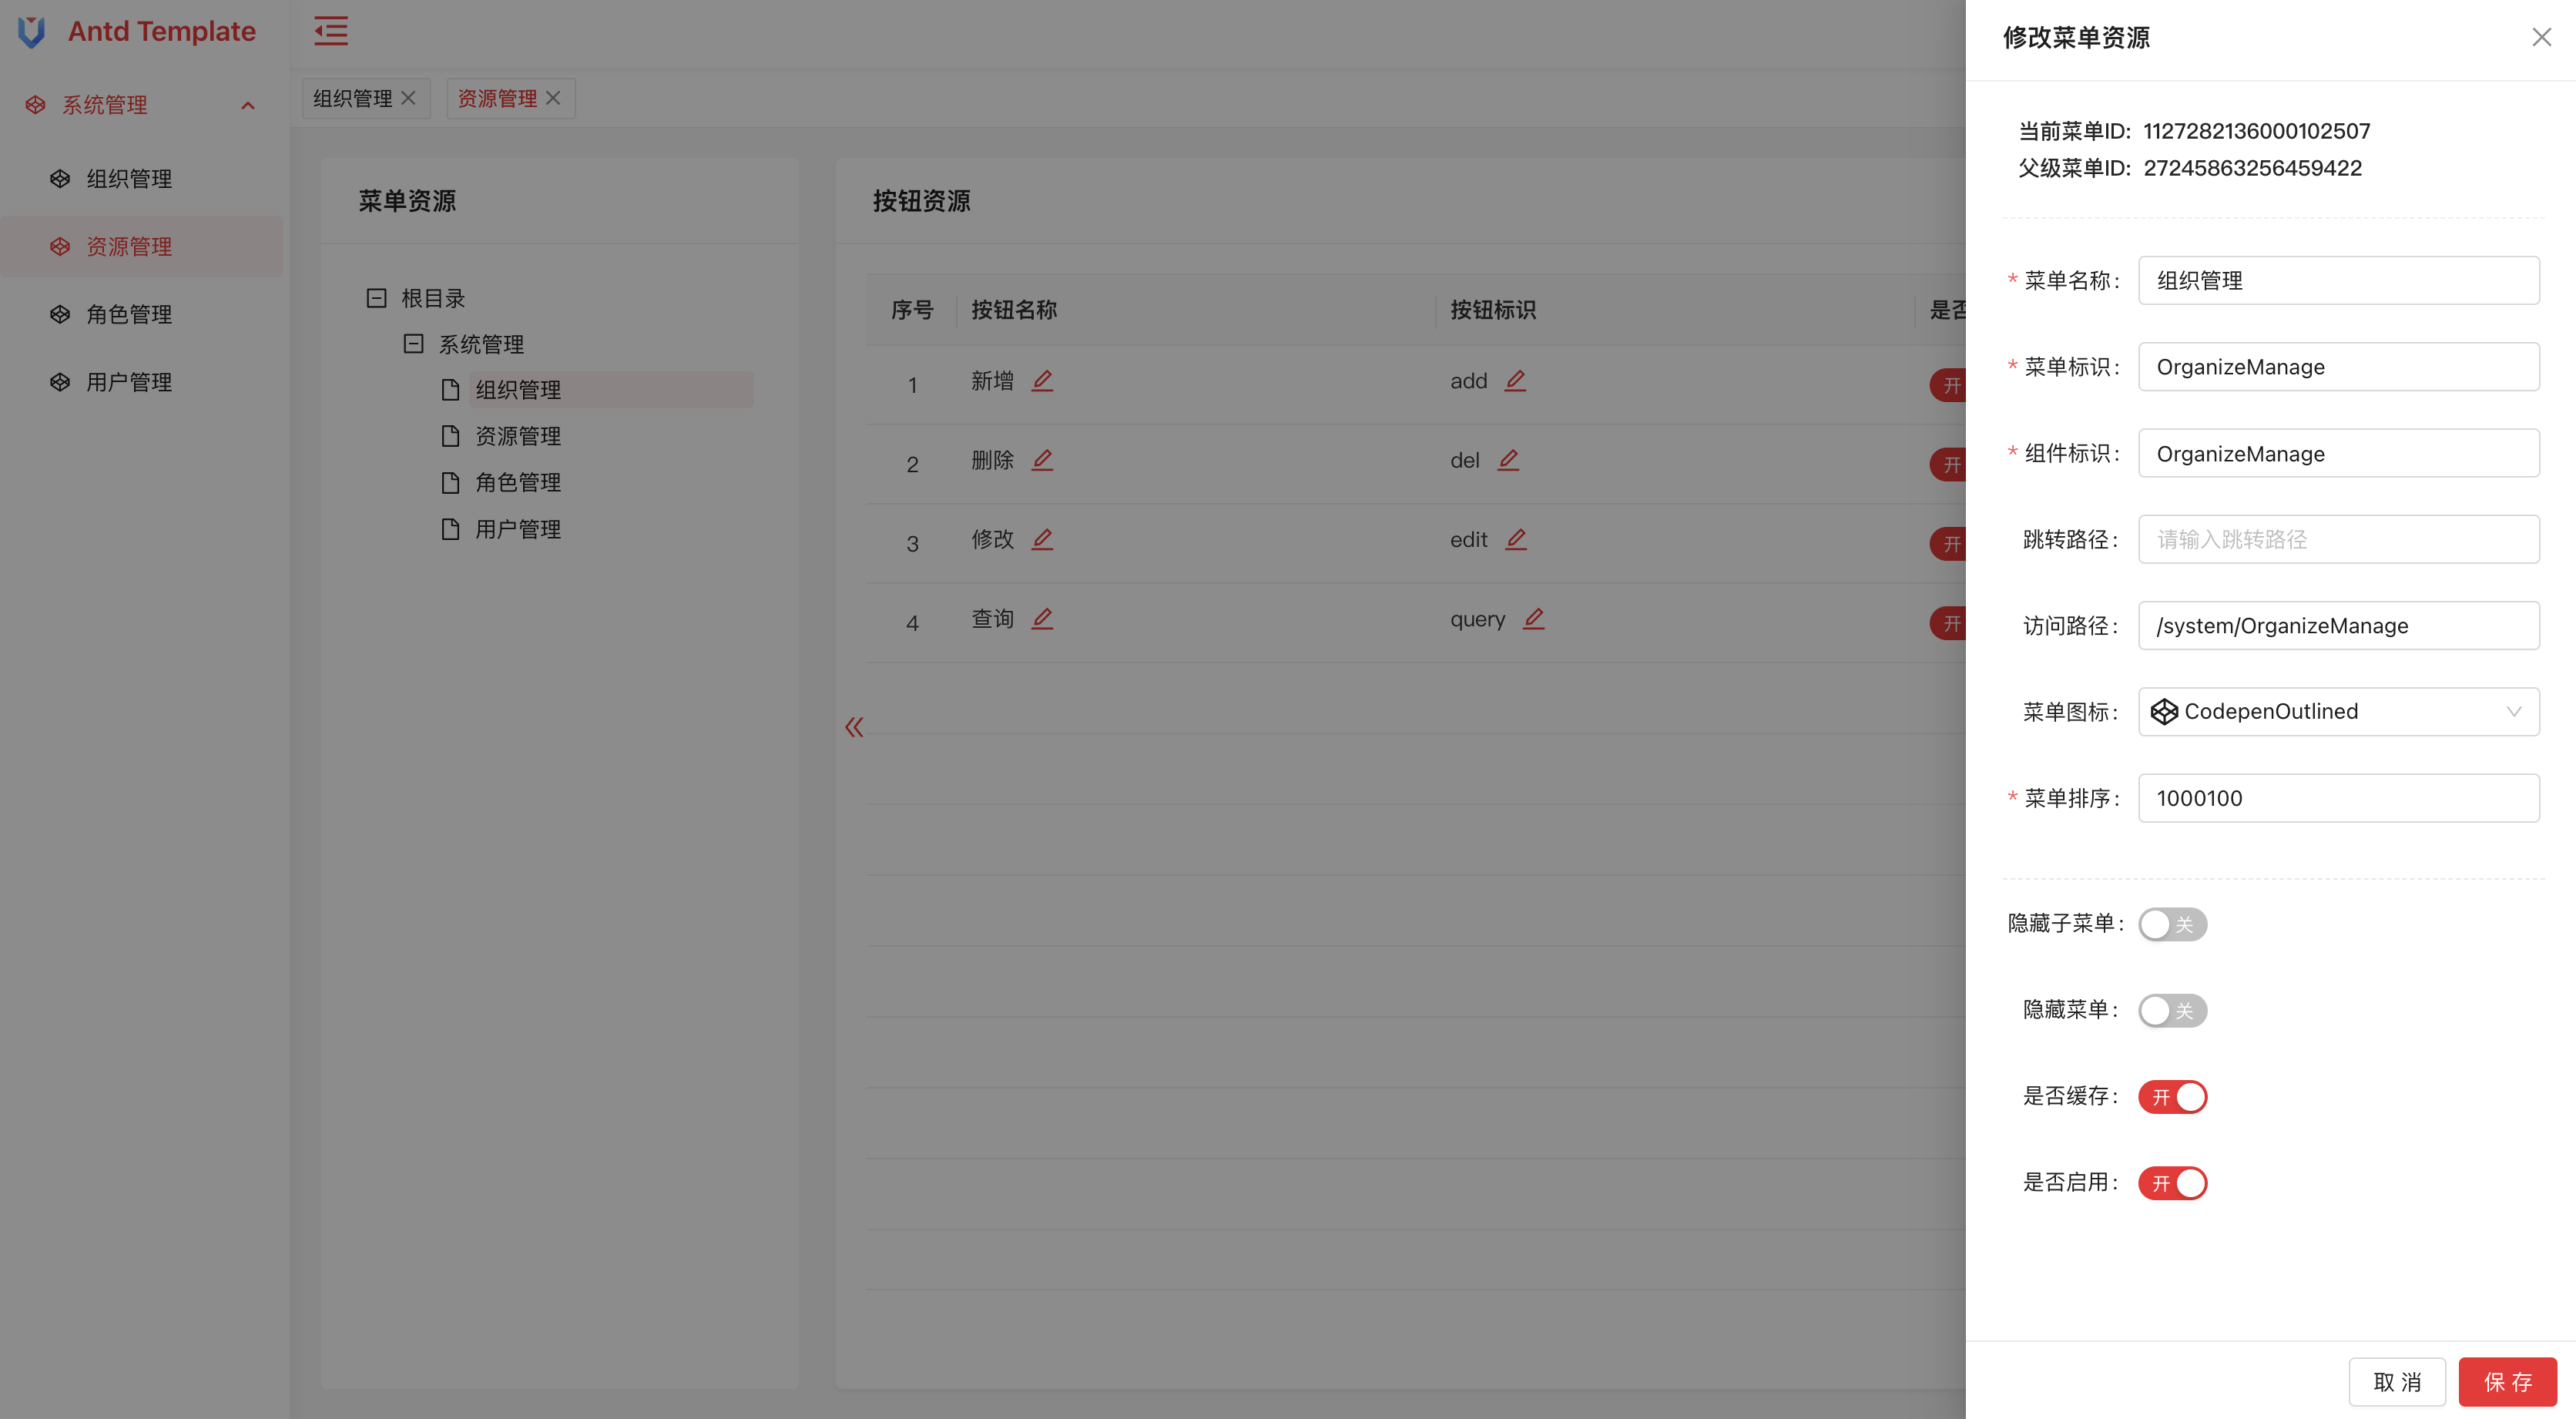 Antd Template
系统管理
组织管理
资源管理
角色管理
用户管理
组织管理
资源管理
菜单资源
根目录
系统管理
组织管理
资源管理
角色管理
用户管理
按钮资源
序号 按钮名称 按钮标识 是否
1 新增 add 开
2 删除 del 开
3 修改 edit 开
4 查询 query 开
修改菜单资源
当前菜单ID: 1127282136000102507
父级菜单ID: 27245863256459422
* 菜单名称: 组织管理
* 菜单标识: OrganizeManage
* 组件标识: OrganizeManage
跳转路径: 请输入跳转路径
访问路径: /system/OrganizeManage
菜单图标: CodepenOutlined
* 菜单排序: 1000100
隐藏子菜单: 关
隐藏菜单: 关
是否缓存: 开
是否启用: 开
取 消
保 存